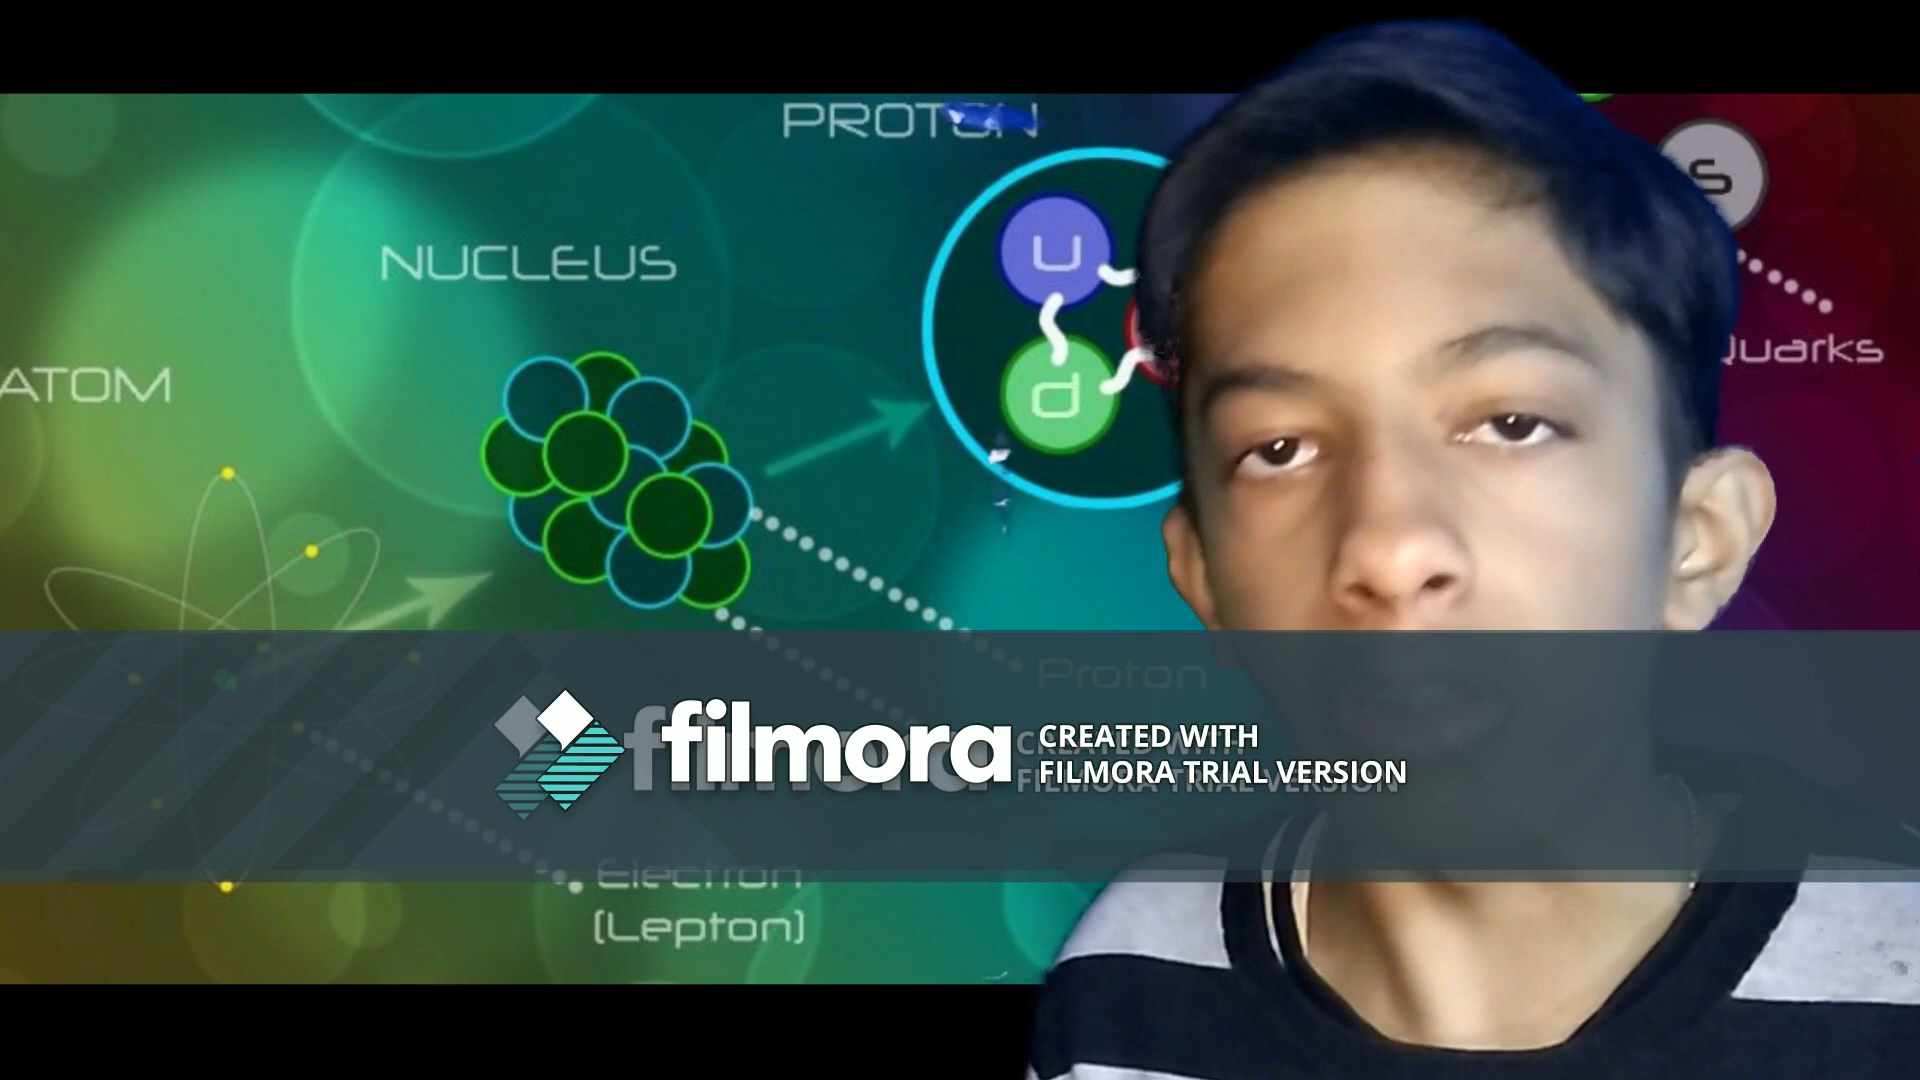 PROTON
S
U
NUCLEUS
Quarks
ATOM
d
Proton
filmora
CREATED WITH
FILMORA TRIAL VERSION
Electron
(Lepton)